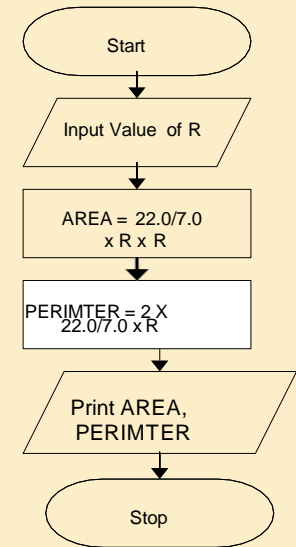 Start
Input Value of R
AREA = 22.0/7.0
x R x R
PERIMTER = 2 X
22.0/7.0 x R
Print AREA,
PERIMTER
Stop